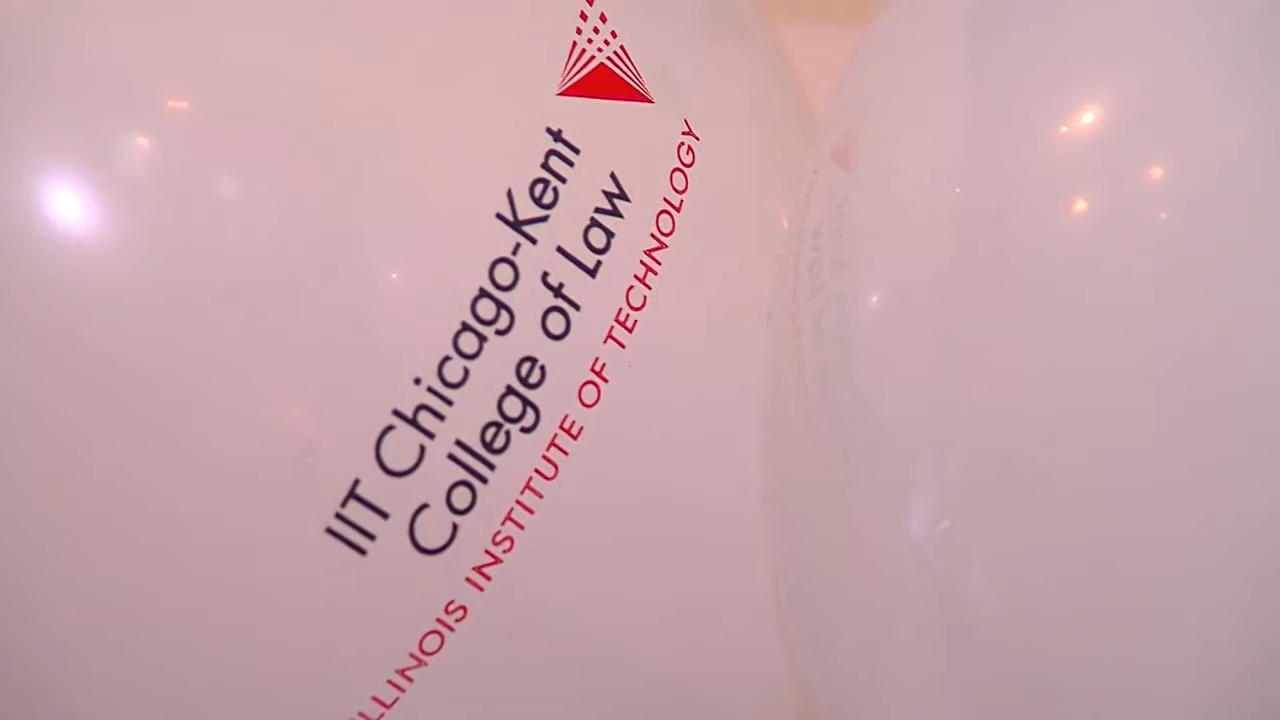 IIT Chicago-Kent
College of Law
ILLINOIS INSTITUTE OF TECHNOLOGY